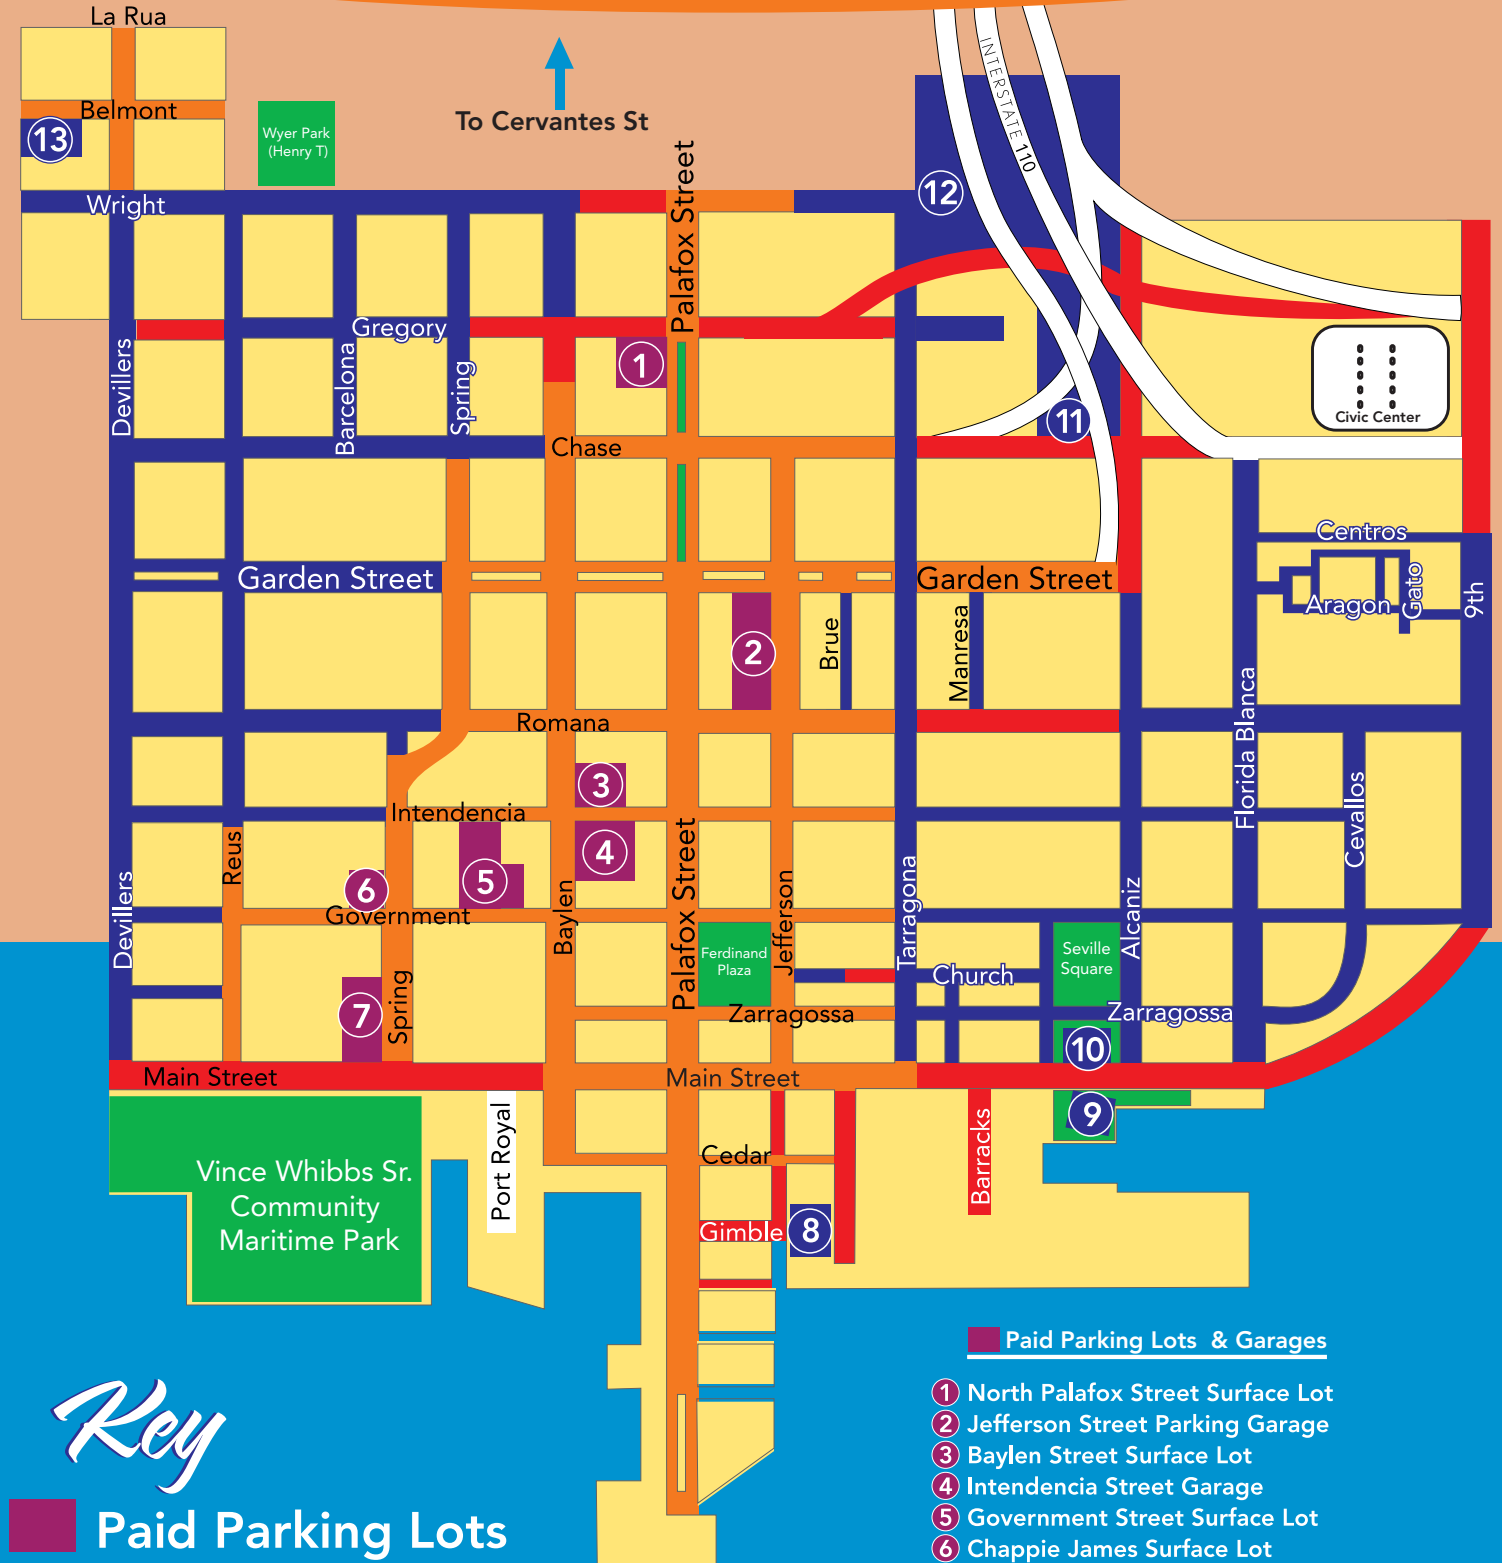 La Rua
Belmont
13
Wyer Park
(Henry T)
To Cervantes St
INTERSTATE 110
Palafox Street
12
Wright
Gregory
Devillers
Barcelona
Spring
1
Civic Center
11
Chase
Centros
Garden Street
Garden Street
Aragon
Gato
9th
2
Brue
Manresa
Romana
Florida Blanca
3
Intendencia
Cevallos
Reus
Palafox Street
4
5
6
Government
Devillers
Baylen
Jefferson
Tarragona
Alcaniz
Ferdinand
Plaza
Seville
Square
Church
Spring
7
Zarragossa
Zarragossa
10
Main Street
Main Street
9
Port Royal
Cedar
Barracks
Vince Whibbs Sr.
Community
Maritime Park
Gimble
8
Paid Parking Lots & Garages
1 North Palafox Street Surface Lot
2 Jefferson Street Parking Garage
3 Baylen Street Surface Lot
4 Intendencia Street Garage
5 Government Street Surface Lot
6 Chappie James Surface Lot
Key
Paid Parking Lots